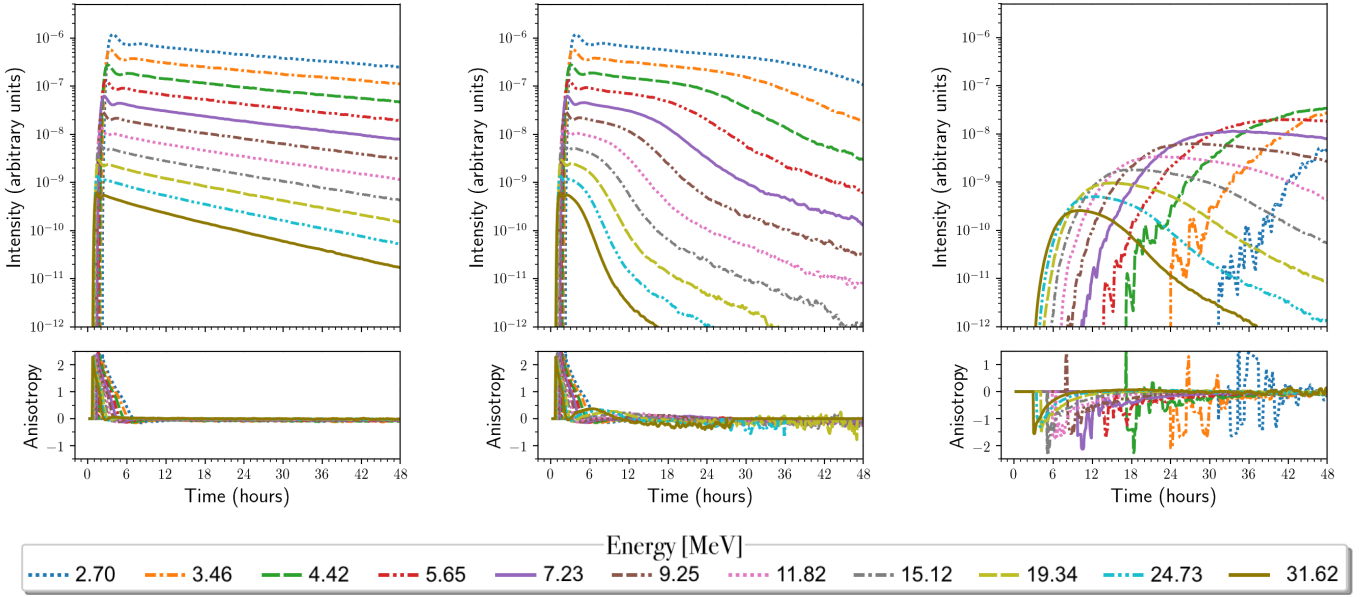 Intensity (arbitrary units)
10⁻⁶
10⁻⁷
10⁻⁸
10⁻⁹
10⁻¹⁰
10⁻¹¹
10⁻¹²
Anisotropy
2
1
0
−1
0 6 12 18 24 30 36 42 48
Time (hours)
Intensity (arbitrary units)
10⁻⁶
10⁻⁷
10⁻⁸
10⁻⁹
10⁻¹⁰
10⁻¹¹
10⁻¹²
Anisotropy
2
1
0
−1
0 6 12 18 24 30 36 42 48
Time (hours)
Intensity (arbitrary units)
10⁻⁶
10⁻⁷
10⁻⁸
10⁻⁹
10⁻¹⁰
10⁻¹¹
10⁻¹²
Anisotropy
1
0
−1
−2
0 6 12 18 24 30 36 42 48
Time (hours)
Energy [MeV]
2.70 3.46 4.42 5.65 7.23 9.25 11.82 15.12 19.34 24.73 31.62